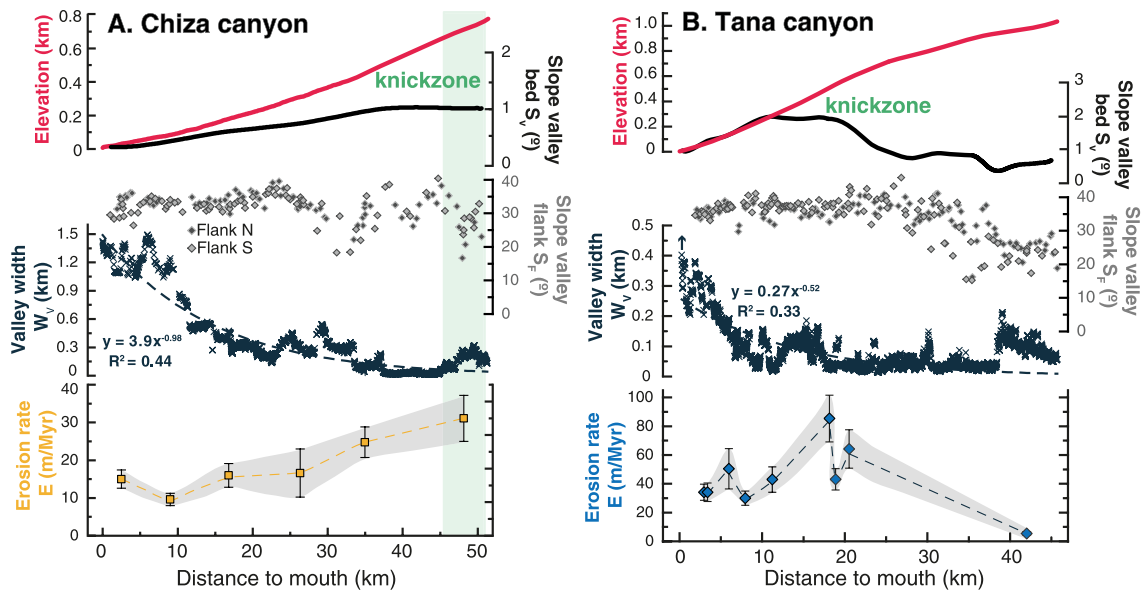 A. Chiza canyon
Elevation (km)
0.8
0.6
0.4
0.2
0
Slope valley
bed Sv (º)
2
1
0
knickzone
Slope valley
flank SF (º)
40
30
20
10
0
Flank N
Flank S
Valley width
Wv (km)
1.5
1.2
0.9
0.6
0.3
0
y = 3.9x-0.98
R2 = 0.44
Erosion rate
E (m/Myr)
40
30
20
10
0
0 10 20 30 40 50
Distance to mouth (km)
B. Tana canyon
Elevation (km)
1.0
0.8
0.6
0.4
0.2
0
Slope valley
bed Sv (º)
3
2
1
0
knickzone
Slope valley
flank SF (º)
40
30
20
10
0
Valley width
Wv (km)
0.5
0.4
0.3
0.2
0.1
0
y = 0.27x-0.52
R2 = 0.33
Erosion rate
E (m/Myr)
100
80
60
40
20
0
0 10 20 30 40
Distance to mouth (km)